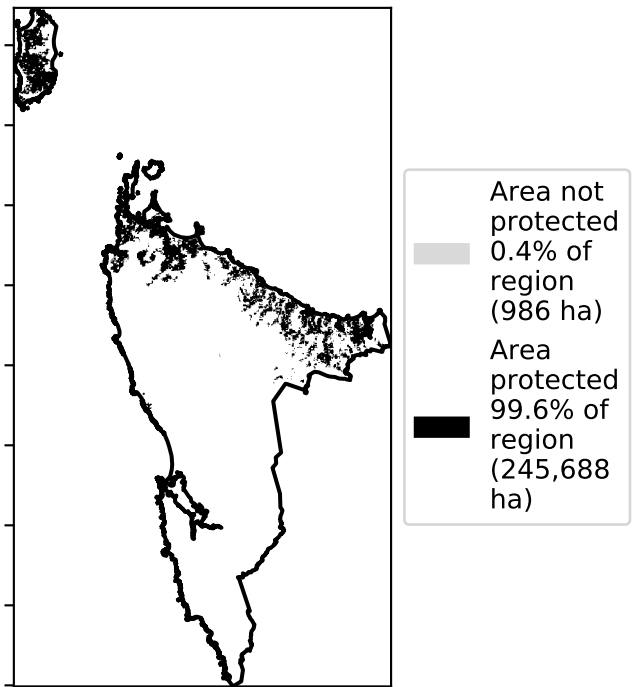 Area not
protected
0.4% of
region
(986 ha)
Area
protected
99.6% of
region
(245,688
ha)